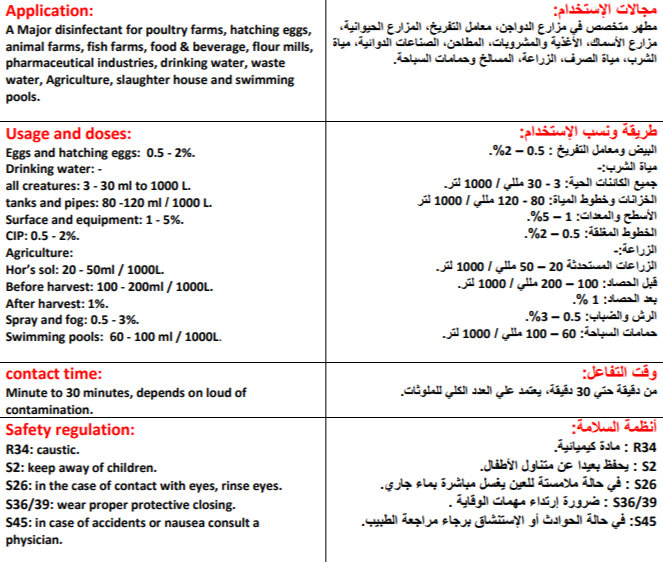 Application:
A Major disinfectant for poultry farms, hatching eggs,
animal farms, fish farms, food & beverage, flour mills,
pharmaceutical industries, drinking water, waste
water, Agriculture, slaughter house and swimming
pools.
مجالات الإستخدام:
مطهر متخصص في مزارع الدواجن، معامل التفريخ، المزارع الحيوانية،
مزارع الأسماك، الأغذية والمشروبات، المطاحن، الصناعات الدوائية، مياة
الشرب، مياة الصرف، الزراعة، المسالخ وحمامات السباحة.
Usage and doses:
Eggs and hatching eggs: 0.5 - 2%.
Drinking water: -
all creatures: 3 - 30 ml to 1000 L.
tanks and pipes: 80 -120 ml / 1000 L.
Surface and equipment: 1 - 5%.
CIP: 0.5 - 2%.
Agriculture:
Hor's sol: 20 - 50ml / 1000L.
Before harvest: 100 - 200ml / 1000L.
After harvest: 1%.
Spray and fog: 0.5 - 3%.
Swimming pools: 60 - 100 ml / 1000L.
طريقة ونسب الإستخدام:
البيض ومعامل التفريخ : 0.5 – 2%.
مياة الشرب:-
جميع الكائنات الحية: 3 - 30 مللي / 1000 لتر.
الخزانات وخطوط المياة: 80 - 120 مللي / 1000 لتر
الأسطح والمعدات: 1 – 5%.
الخطوط المغلقة: 0.5 – 2%.
الزراعة:-
الزراعات المستحدثة 20 – 50 مللي / 1000 لتر.
قبل الحصاد: 100 – 200 مللي / 1000 لتر.
بعد الحصاد: 1 %.
الرش والضباب: 0.5 – 3%.
حمامات السباحة: 60 – 100 مللي / 1000 لتر.
contact time:
Minute to 30 minutes, depends on loud of
contamination.
وقت التفاعل:
من دقيقة حتي 30 دقيقة، يعتمد علي العدد الكلي للملوثات.
Safety regulation:
R34: caustic.
S2: keep away of children.
S26: in the case of contact with eyes, rinse eyes.
S36/39: wear proper protective closing.
S45: in case of accidents or nausea consult a
physician.
أنظمة السلامة:
R34 : مادة كيميائية.
S2 : يحفظ بعيدا عن متناول الأطفال.
S26 : في حالة ملامسة للعين يغسل مباشرة بماء جاري.
S36/39 : ضرورة إرتداء مهمات الوقاية .
S45: في حالة الحوادث أو الإستنشاق برجاء مراجعة الطبيب.